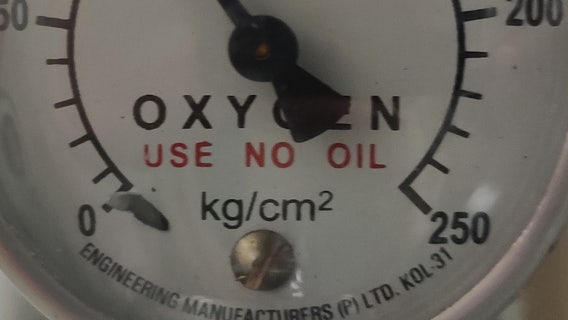 50
200
OXYGEN
USE NO OIL
kg/cm²
0
250
ENGINEERING MANUFACTURERS (P) LTD. KOL-31